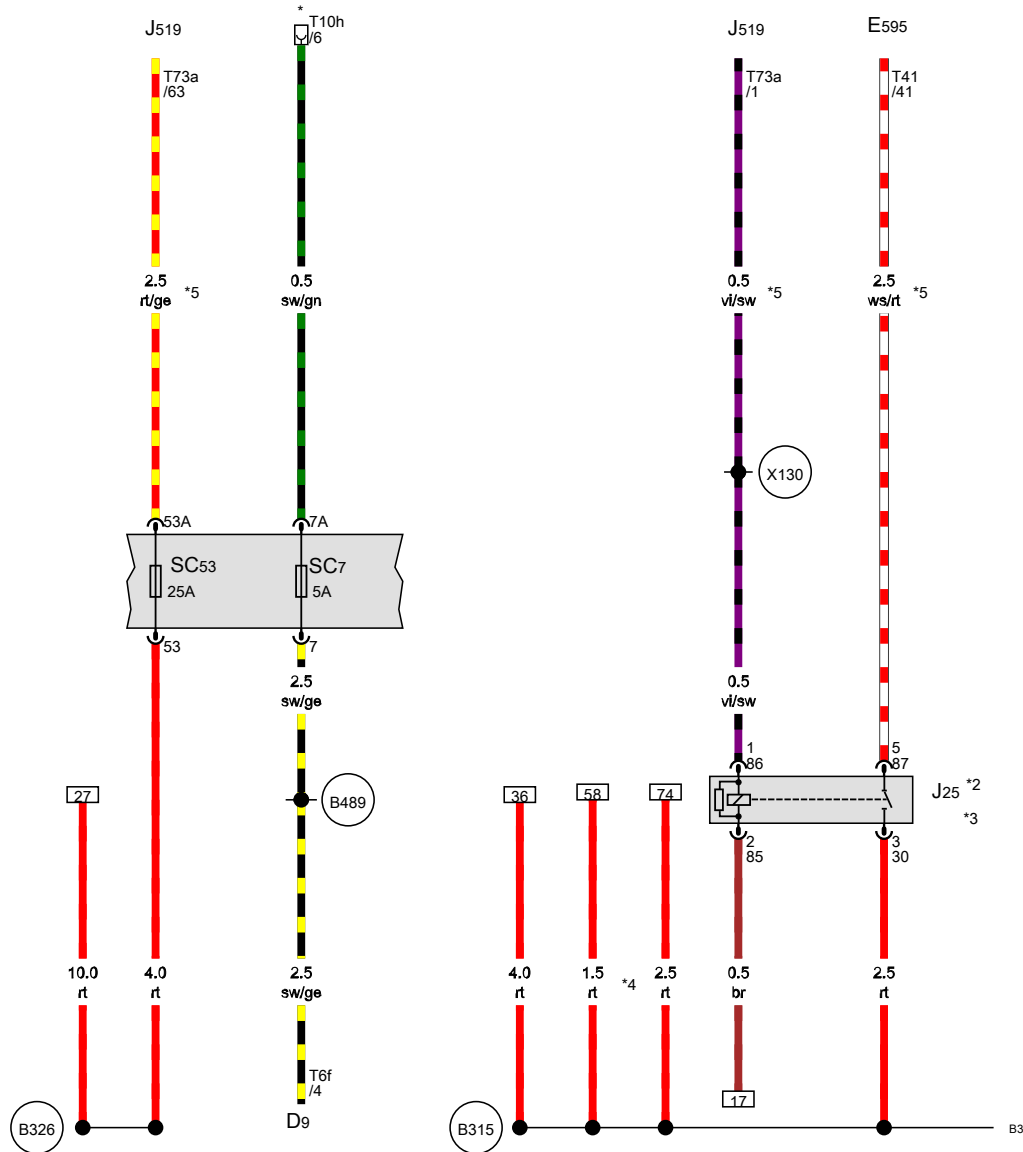 J519
*
T10h
/6
J519
E595
T73a
/63
T73a
/1
T41
/41
2.5
rt/ge *5
0.5
sw/gn
0.5
vi/sw *5
2.5
ws/rt *5
X130
53A
7A
SC53
25A
SC7
5A
53
7
2.5
sw/ge
0.5
vi/sw
1
86
5
87
27
B489
36
58
74
J25 *2
*3
2
85
3
30
10.0
rt
4.0
rt
2.5
sw/ge
4.0
rt
1.5
rt *4
2.5
rt
0.5
br
2.5
rt
T6f
/4
17
B326
D9
B315
B3